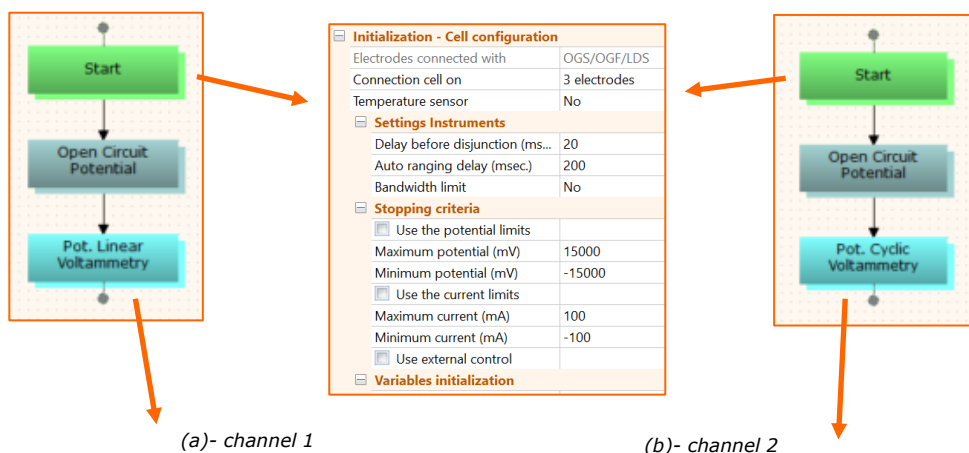 Start
Open Circuit
Potential
Pot. Linear
Voltammetry
Initialization - Cell configuration
Electrodes connected with OGS/OGF/LDS
Connection cell on 3 electrodes
Temperature sensor No
Settings Instruments
Delay before disjunction (ms... 20
Auto ranging delay (msec.) 200
Bandwidth limit No
Stopping criteria
Use the potential limits
Maximum potential (mV) 15000
Minimum potential (mV) -15000
Use the current limits
Maximum current (mA) 100
Minimum current (mA) -100
Use external control
Variables initialization
Start
Open Circuit
Potential
Pot. Cyclic
Voltammetry
(a)- channel 1
(b)- channel 2